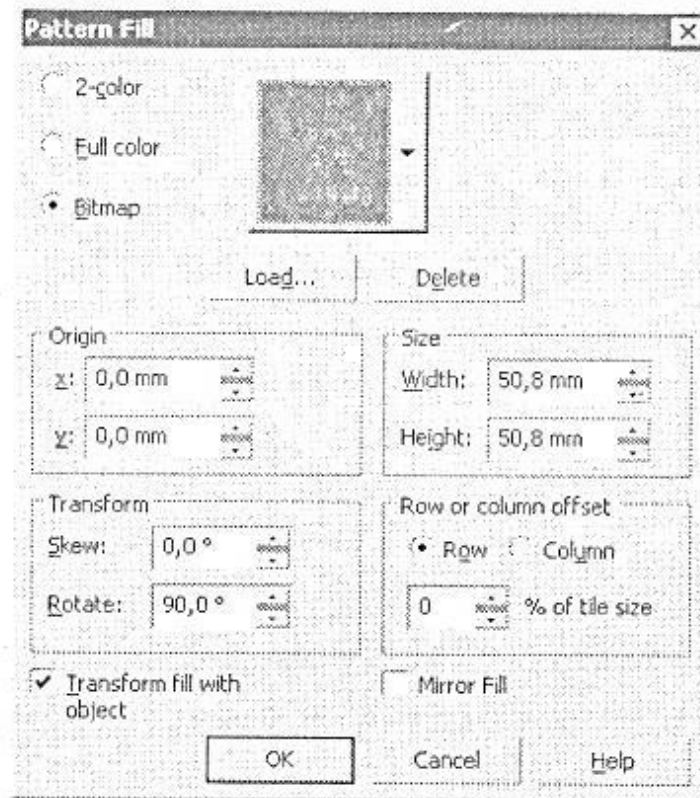 Pattern Fill
2-color
Full color
Bitmap
Load... Delete
Origin
x: 0,0 mm
y: 0,0 mm
Size
Width: 50,8 mm
Height: 50,8 mm
Transform
Skew: 0,0 °
Rotate: 90,0 °
Row or column offset
Row Column
0 % of tile size
Transform fill with
object
Mirror Fill
OK Cancel Help